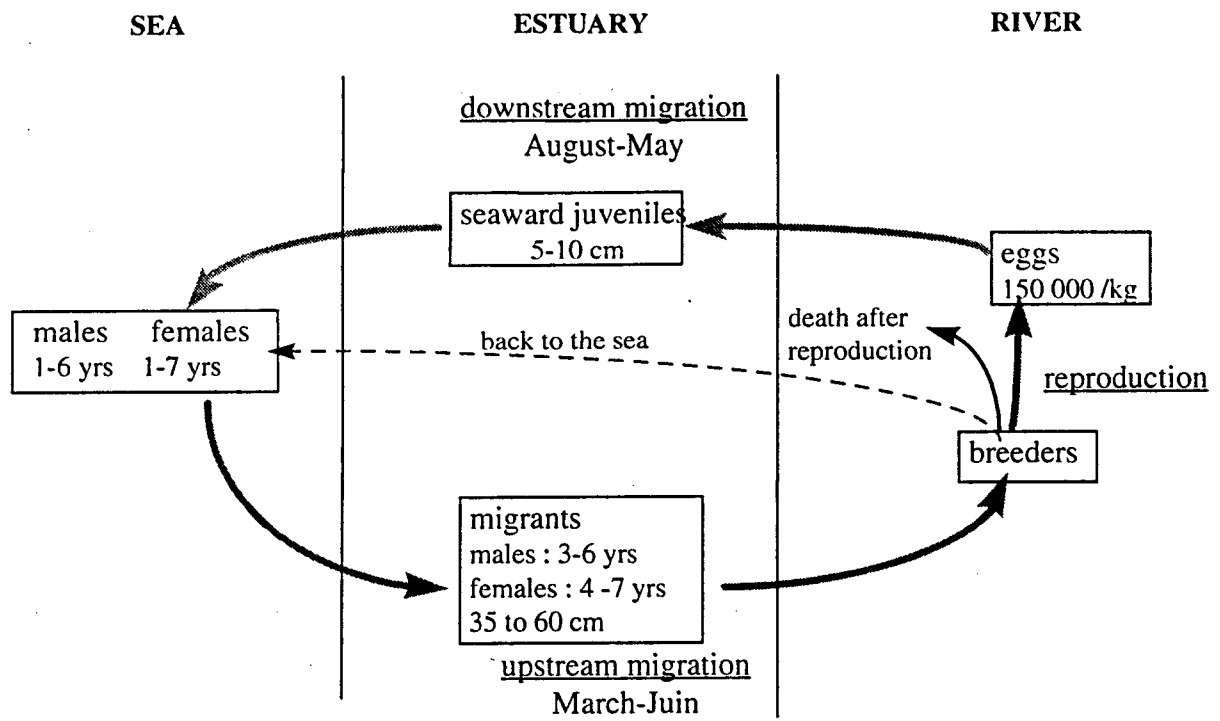 SEA
ESTUARY
RIVER
downstream migration
August-May
seaward juveniles
5-10 cm
eggs
150 000 /kg
males females
1-6 yrs 1-7 yrs
back to the sea
death after
reproduction
reproduction
breeders
migrants
males : 3-6 yrs
females : 4 -7 yrs
35 to 60 cm
upstream migration
March-Juin